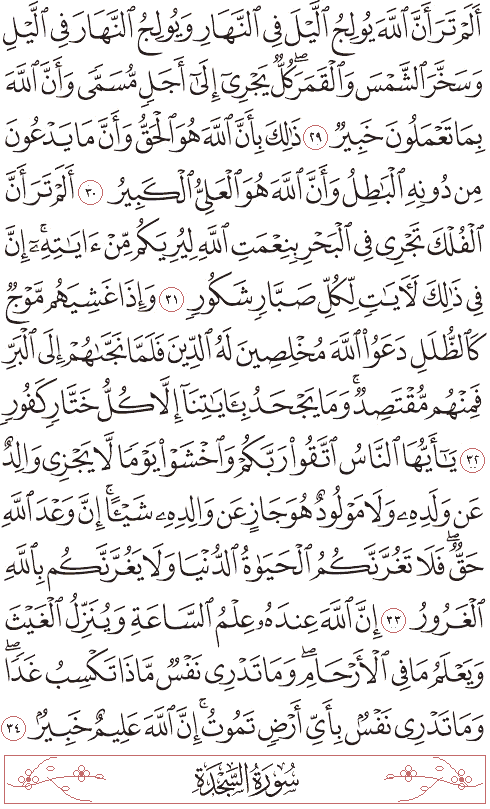 أَلَمْ تَرَ أَنَّ ٱللَّهَ يُولِجُ ٱلَّيْلَ فِى ٱلنَّهَارِ وَيُولِجُ ٱلنَّهَارَ فِى ٱلَّيْلِ
وَسَخَّرَ ٱلشَّمْسَ وَٱلْقَمَرَۖ كُلٌّ يَجْرِىٓ إِلَىٰٓ أَجَلٍ مُّسَمًّى وَأَنَّ ٱللَّهَ
بِمَا تَعْمَلُونَ خَبِيرٌ ٢٩ ذَٰلِكَ بِأَنَّ ٱللَّهَ هُوَ ٱلْحَقُّ وَأَنَّ مَا يَدْعُونَ
مِن دُونِهِ ٱلْبَٰطِلُ وَأَنَّ ٱللَّهَ هُوَ ٱلْعَلِىُّ ٱلْكَبِيرُ ٣٠ أَلَمْ تَرَ أَنَّ
ٱلْفُلْكَ تَجْرِى فِى ٱلْبَحْرِ بِنِعْمَتِ ٱللَّهِ لِيُرِيَكُم مِّنْ ءَايَٰتِهِۦٓۚ إِنَّ
فِى ذَٰلِكَ لَءَايَٰتٍ لِّكُلِّ صَبَّارٍ شَكُورٍ ٣١ وَإِذَا غَشِيَهُم مَّوْجٌ
كَٱلظُّلَلِ دَعَوُا۟ ٱللَّهَ مُخْلِصِينَ لَهُ ٱلدِّينَ فَلَمَّا نَجَّىٰهُمْ إِلَى ٱلْبَرِّ
فَمِنْهُم مُّقْتَصِدٌۚ وَمَا يَجْحَدُ بِـَٔايَٰتِنَآ إِلَّا كُلُّ خَتَّارٍ كَفُورٍ
٣٢ يَٰٓأَيُّهَا ٱلنَّاسُ ٱتَّقُوا۟ رَبَّكُمْ وَٱخْشَوْا۟ يَوْمًا لَّا يَجْزِى وَالِدٌ
عَن وَلَدِهِۦ وَلَا مَوْلُودٌ هُوَ جَازٍ عَن وَالِدِهِۦ شَيْـًٔاۚ إِنَّ وَعْدَ ٱللَّهِ
حَقٌّۖ فَلَا تَغُرَّنَّكُمُ ٱلْحَيَوٰةُ ٱلدُّنْيَا وَلَا يَغُرَّنَّكُم بِٱللَّهِ
ٱلْغَرُورُ ٣٣ إِنَّ ٱللَّهَ عِندَهُۥ عِلْمُ ٱلسَّاعَةِ وَيُنَزِّلُ ٱلْغَيْثَ
وَيَعْلَمُ مَا فِى ٱلْأَرْحَامِۖ وَمَا تَدْرِى نَفْسٌ مَّاذَا تَكْسِبُ غَدًاۖ
وَمَا تَدْرِى نَفْسٌۢ بِأَىِّ أَرْضٍ تَمُوتُۚ إِنَّ ٱللَّهَ عَلِيمٌ خَبِيرٌۢ ٣٤
سُورَةُ السَّجْدَةِ